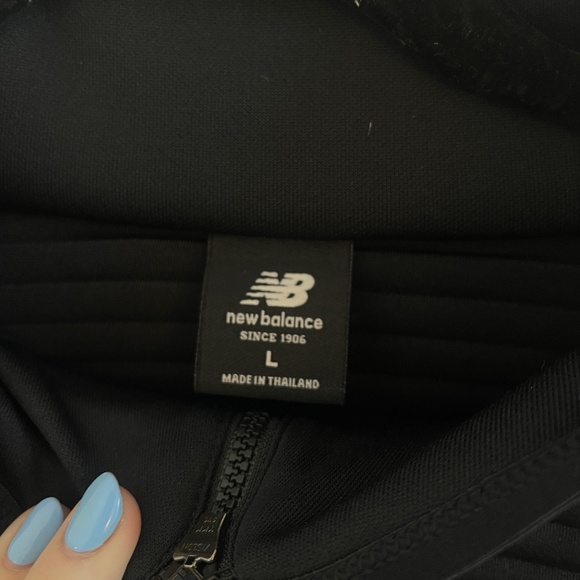 NB
new balance
SINCE 1906
L
MADE IN THAILAND